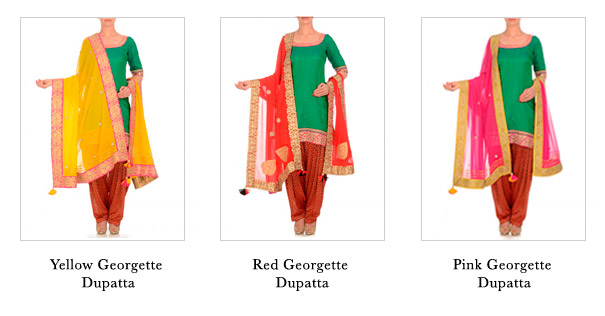 Yellow Georgette
Dupatta
Red Georgette
Dupatta
Pink Georgette
Dupatta